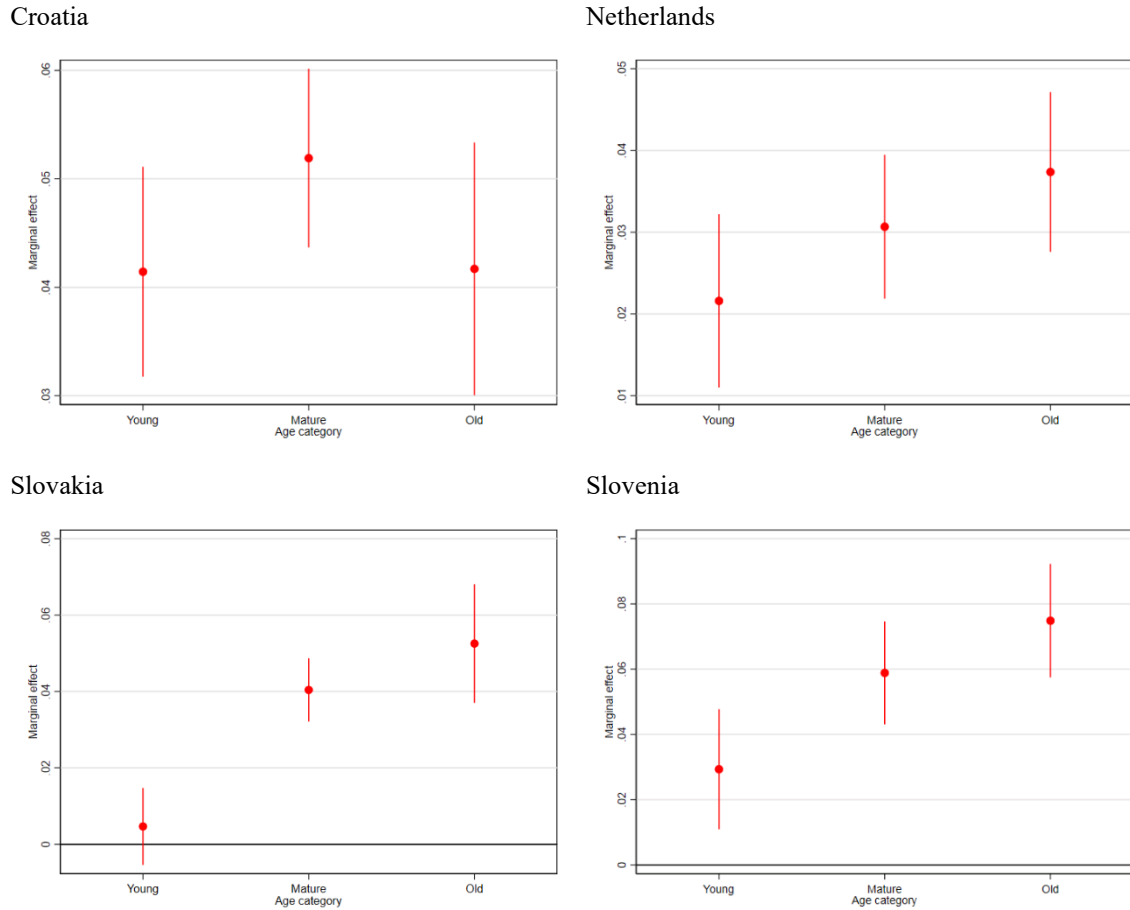 Croatia
Marginal effect
.06
.05
.04
.03
Young
Mature
Old
Age category
Netherlands
Marginal effect
.05
.04
.03
.02
.01
Young
Mature
Old
Age category
Slovakia
Marginal effect
.08
.06
.04
.02
0
Young
Mature
Old
Age category
Slovenia
Marginal effect
.1
.08
.06
.04
.02
0
Young
Mature
Old
Age category